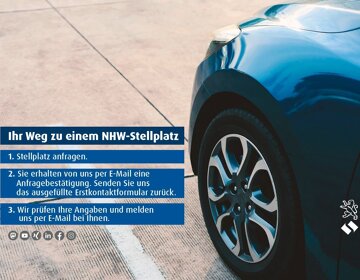 Ihr Weg zu einem NHW-Stellplatz
1. Stellplatz anfragen.
2. Sie erhalten von uns per E-Mail eine
Anfragebestätigung. Senden Sie uns
das ausgefüllte Erstkontaktformular zurück.
3. Wir prüfen Ihre Angaben und melden
uns per E-Mail bei Ihnen.